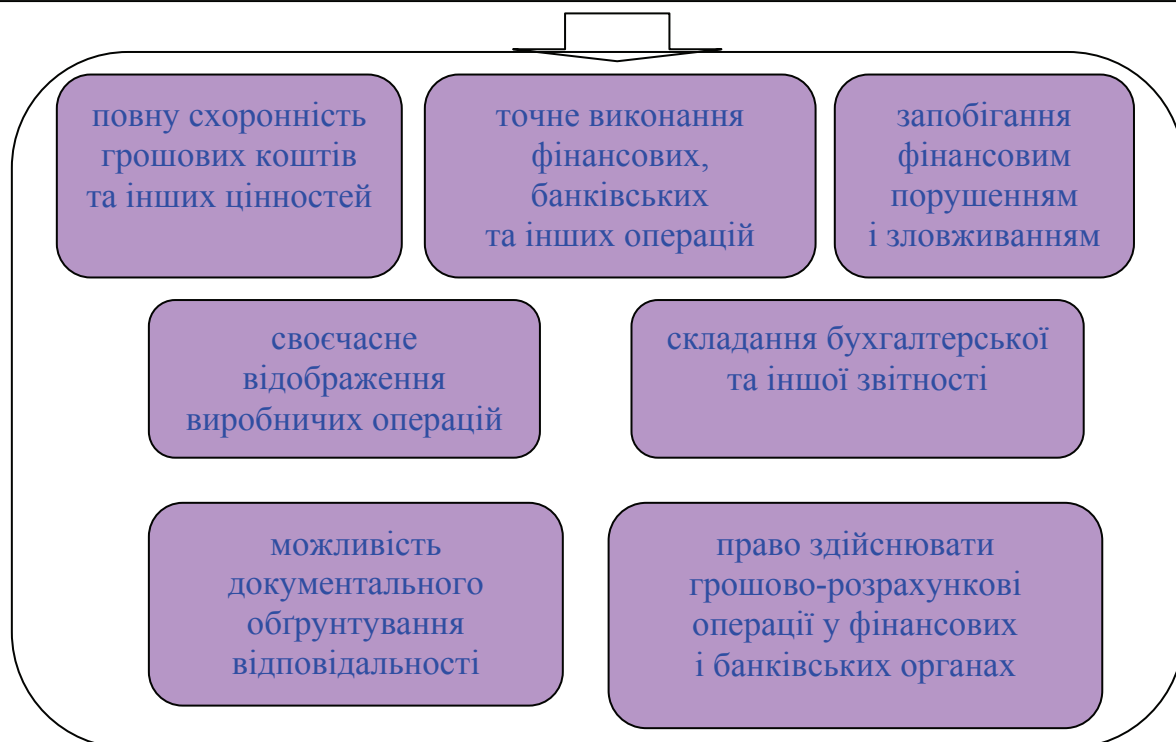 повну схоронність
грошових коштів
та інших цінностей
точне виконання
фінансових,
банківських
та інших операцій
запобігання
фінансовим
порушенням
і зловживанням
своєчасне
відображення
виробничих операцій
складання бухгалтерської
та іншої звітності
можливість
документального
обґрунтування
відповідальності
право здійснювати
грошово-розрахункові
операції у фінансових
і банківських органах